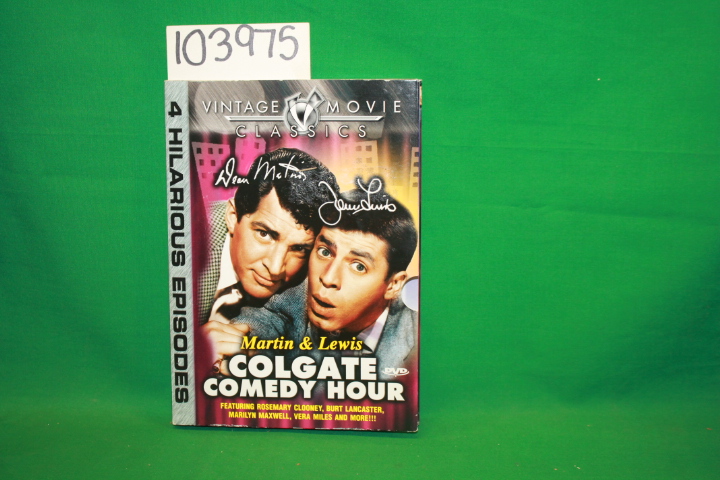 103975
VINTAGE MOVIE
CLASSICS
4 HILARIOUS EPISODES
Dean Martin
Jerry Lewis
Martin & Lewis
COLGATE DVD
COMEDY HOUR
FEATURING ROSEMARY CLOONEY, BURT LANCASTER,
MARILYN MAXWELL, VERA MILES AND MORE!!!